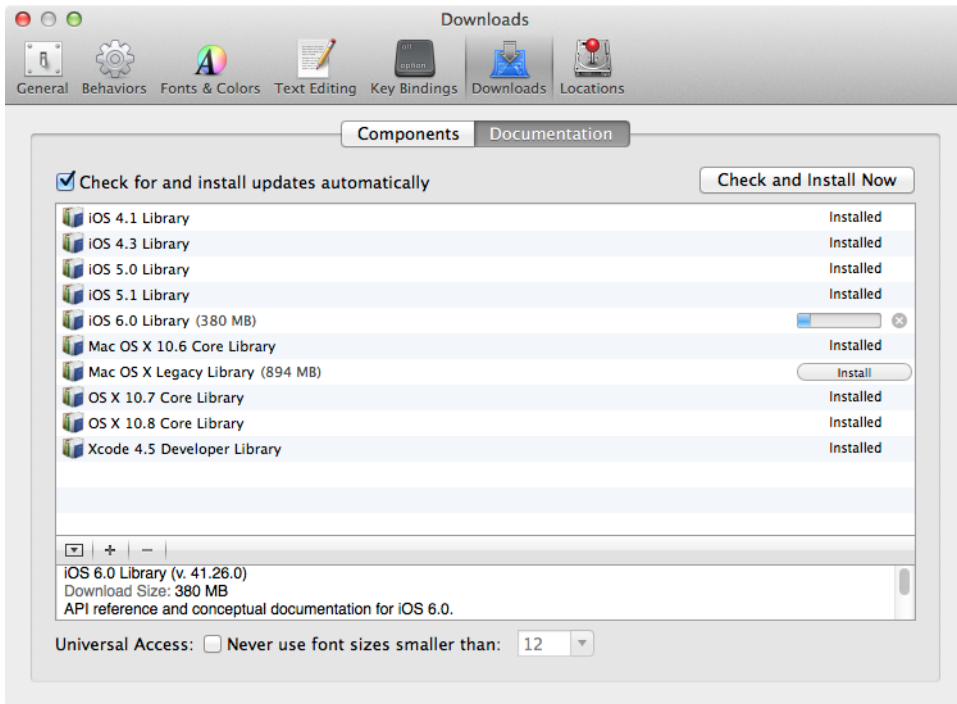 Downloads
alt
option
General Behaviors Fonts & Colors Text Editing Key Bindings Downloads Locations
Components Documentation
Check for and install updates automatically Check and Install Now
iOS 4.1 Library Installed
iOS 4.3 Library Installed
iOS 5.0 Library Installed
iOS 5.1 Library Installed
iOS 6.0 Library (380 MB)
Mac OS X 10.6 Core Library Installed
Mac OS X Legacy Library (894 MB) Install
OS X 10.7 Core Library Installed
OS X 10.8 Core Library Installed
Xcode 4.5 Developer Library Installed
iOS 6.0 Library (v. 41.26.0)
Download Size: 380 MB
API reference and conceptual documentation for iOS 6.0.
Universal Access: Never use font sizes smaller than: 12